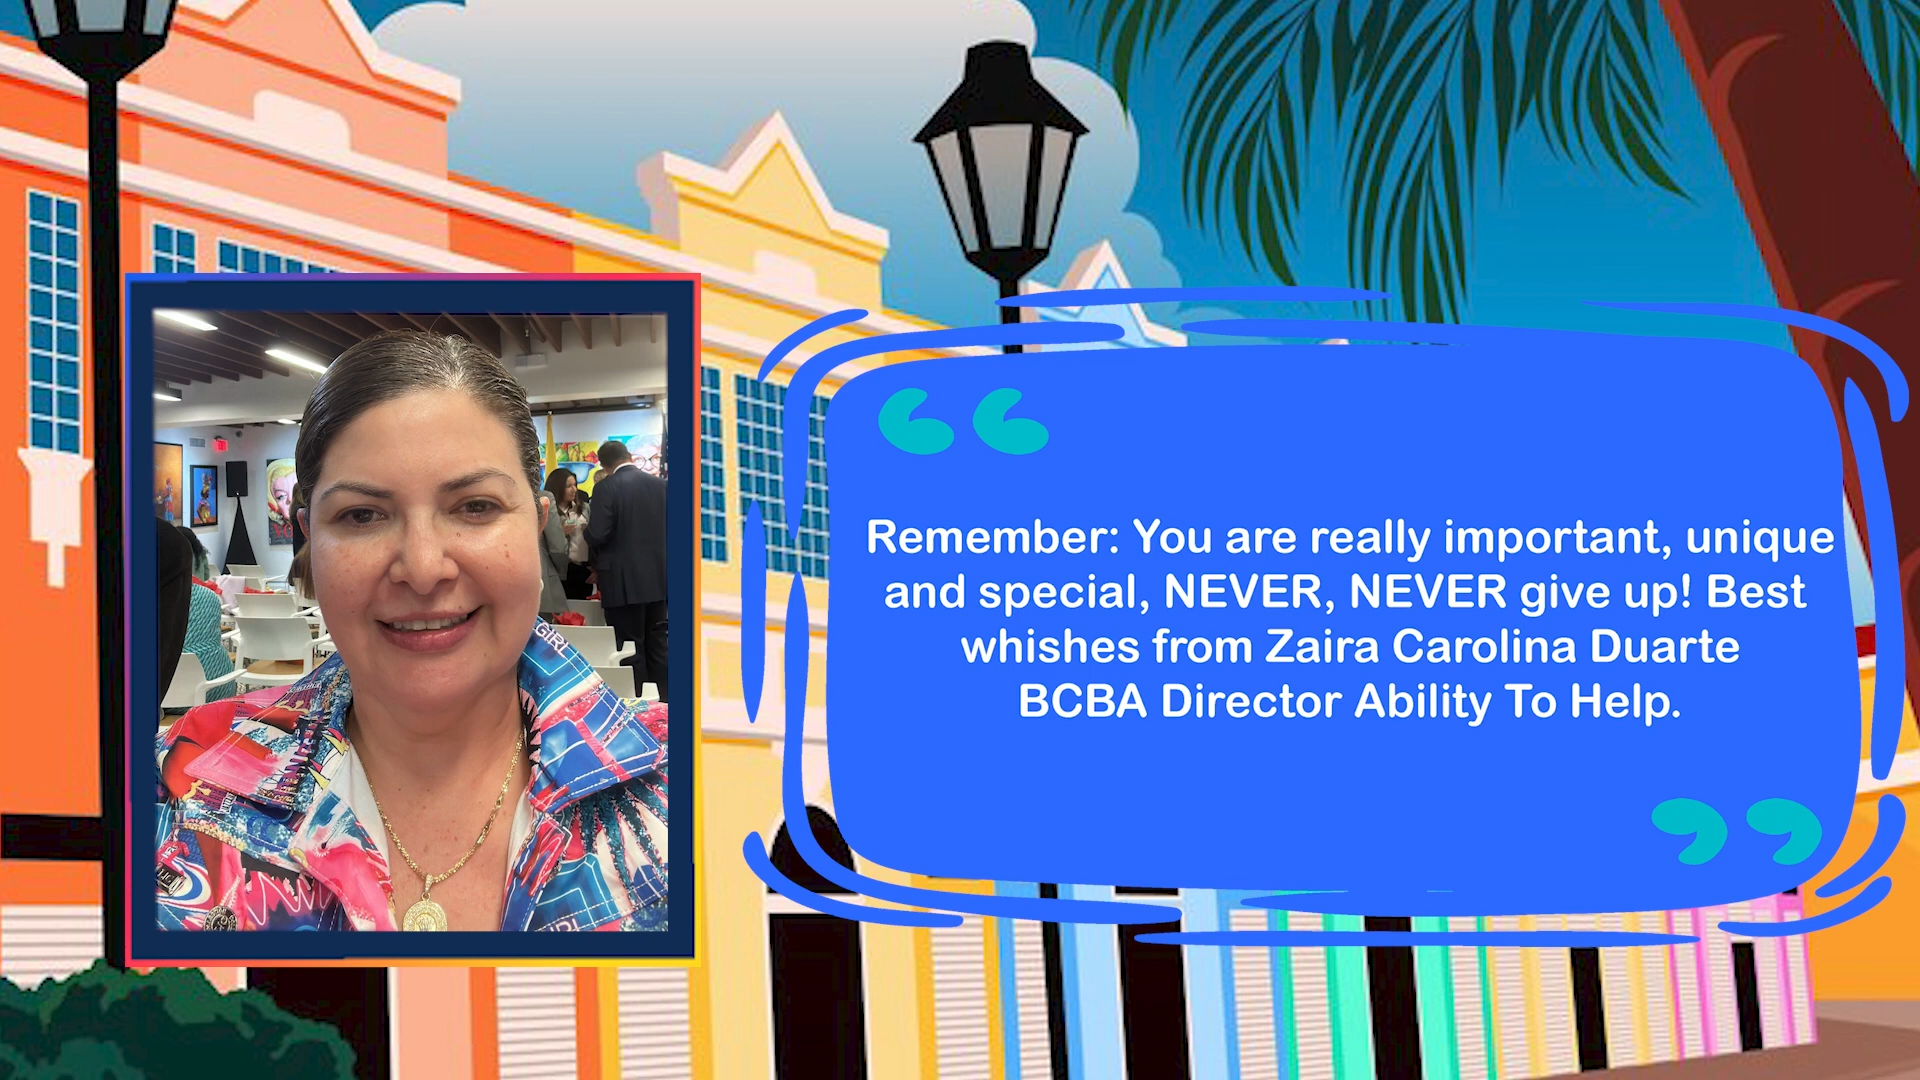 Remember: You are really important, unique
and special, NEVER, NEVER give up! Best
whishes from Zaira Carolina Duarte
BCBA Director Ability To Help.
GIRL